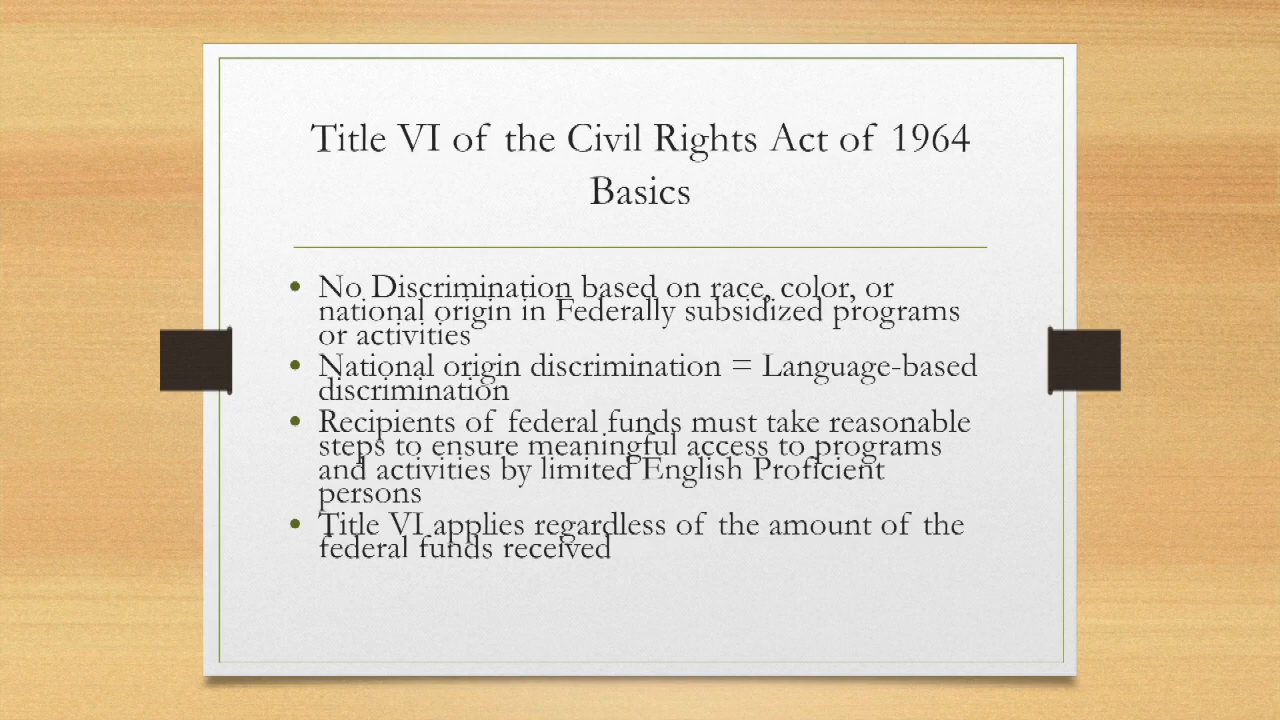 Title VI of the Civil Rights Act of 1964
Basics
• No Discrimination based on race, color, or
national origin in Federally subsidized programs
or activities
• National origin discrimination = Language-based
discrimination
• Recipients of federal funds must take reasonable
steps to ensure meaningful access to programs
and activities by limited English Proficient
persons
• Title VI applies regardless of the amount of the
federal funds received